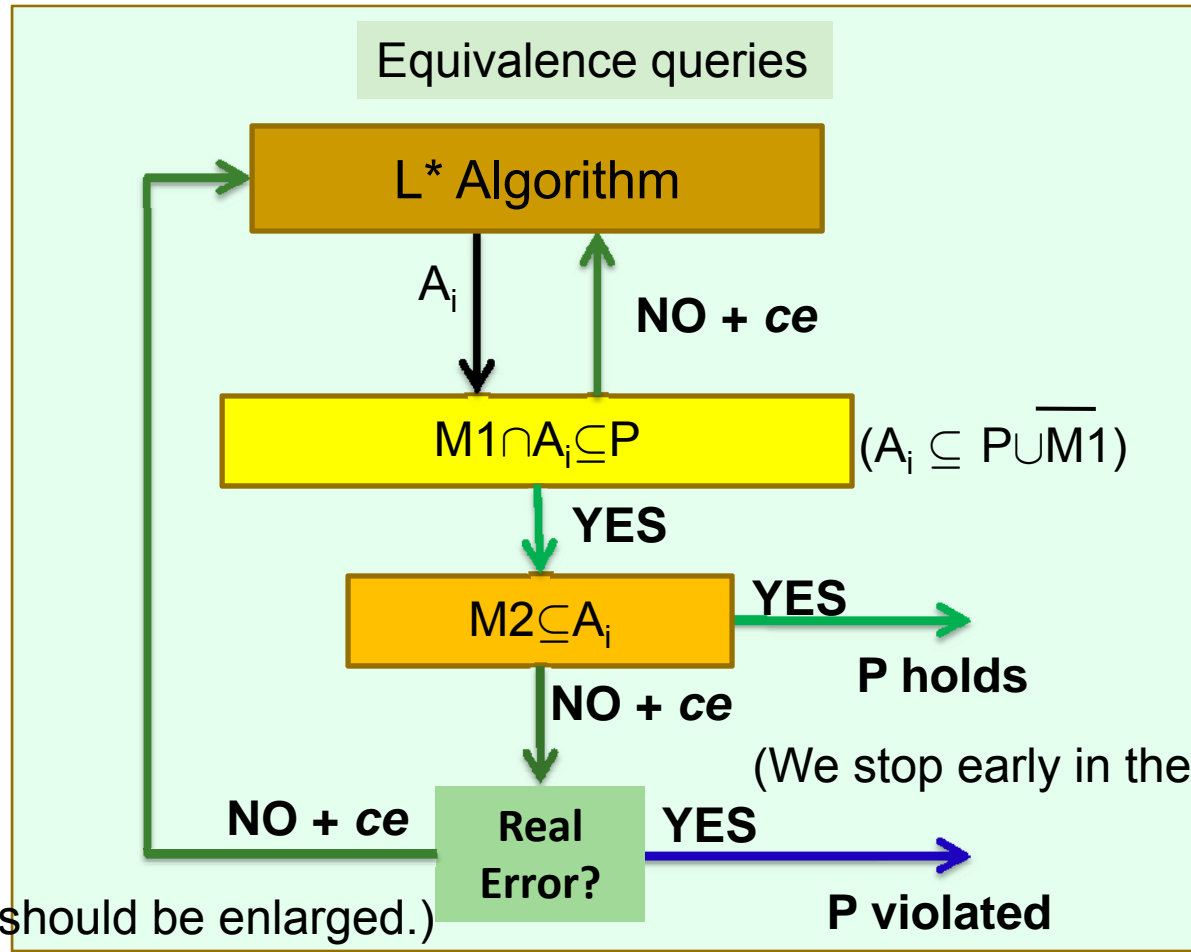 Equivalence queries
L* Algorithm
Aᵢ
NO + ce
M1∩Aᵢ⊆P
(Aᵢ ⊆ P∪M̅1̅)
YES
M2⊆Aᵢ
YES
P holds
NO + ce
(We stop early in the
NO + ce
Real
Error?
YES
P violated
should be enlarged.)